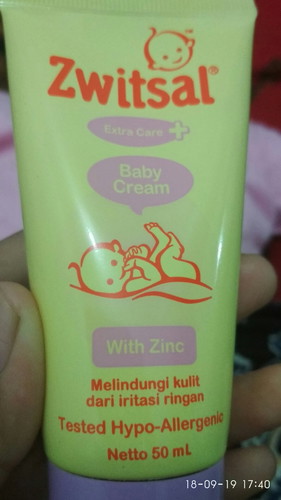 Zwitsal®
Extra Care +
Baby
Cream
With Zinc
Melindungi kulit
dari iritasi ringan
Tested Hypo-Allergenic
Netto 50 mL
18-09-19 17:40